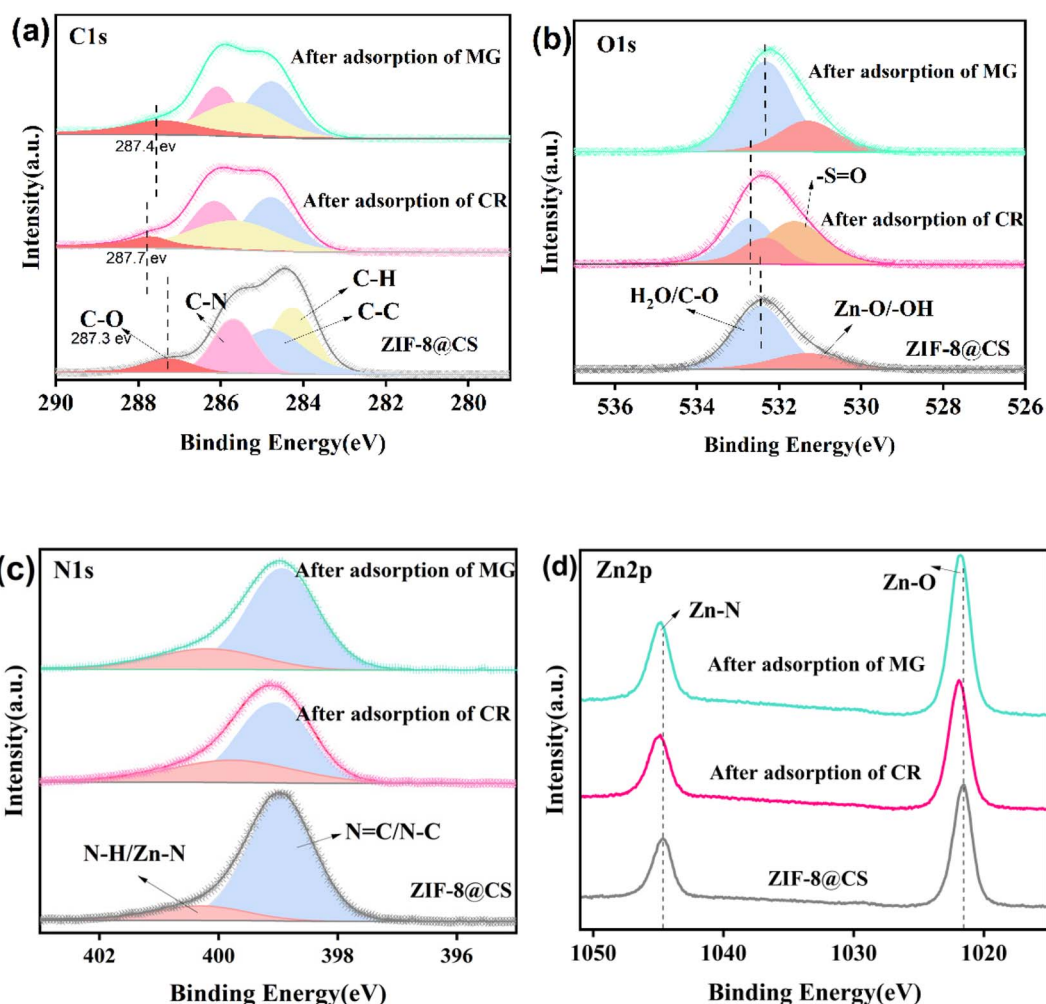 (a)
C1s
After adsorption of MG
287.4 ev
After adsorption of CR
287.7 ev
C-O
287.3 ev
C-N
C-H
C-C
ZIF-8@CS
Intensity(a.u.)
290 288 286 284 282 280
Binding Energy(eV)
(b)
O1s
After adsorption of MG
-S=O
After adsorption of CR
H₂O/C-O
Zn-O/-OH
ZIF-8@CS
Intensity(a.u.)
536 534 532 530 528 526
Binding Energy(eV)
(c)
N1s
After adsorption of MG
After adsorption of CR
N=C/N-C
N-H/Zn-N
ZIF-8@CS
Intensity(a.u.)
402 400 398 396
Binding Energy(eV)
(d)
Zn2p
Zn-O
Zn-N
After adsorption of MG
After adsorption of CR
ZIF-8@CS
Intensity(a.u.)
1050 1040 1030 1020
Binding Energy(eV)